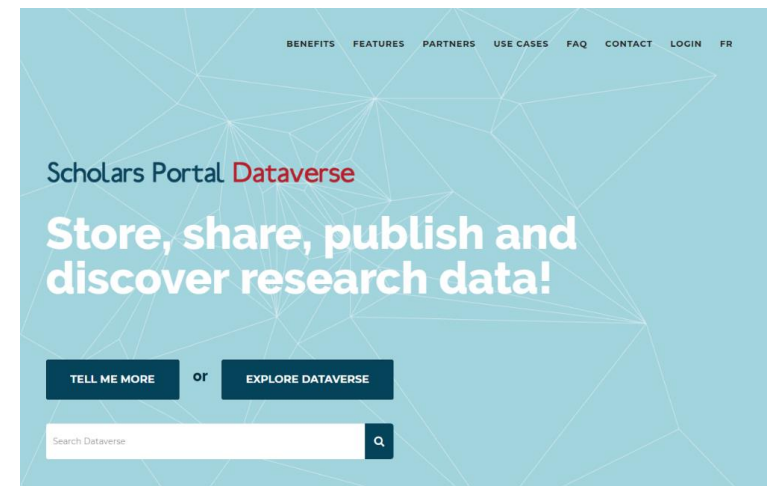 BENEFITS FEATURES PARTNERS USE CASES FAQ CONTACT LOGIN FR
Scholars Portal Dataverse
Store, share, publish and
discover research data!
TELL ME MORE or EXPLORE DATAVERSE
Search Dataverse